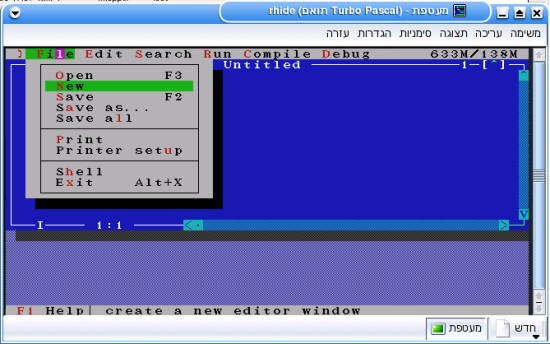 rhide (תואם Turbo Pascal) - מעטפת
משימה עריכה תצוגה סימניות הגדרות עזרה
File Edit Search Run Compile Debug 633M/138M
Untitled 1-[^]
Open F3
New
Save F2
Save as...
Save all
Print
Printer setup
Shell
Exit Alt+X
I 1:1
F1 Help| create a new editor window
חדש מעטפת